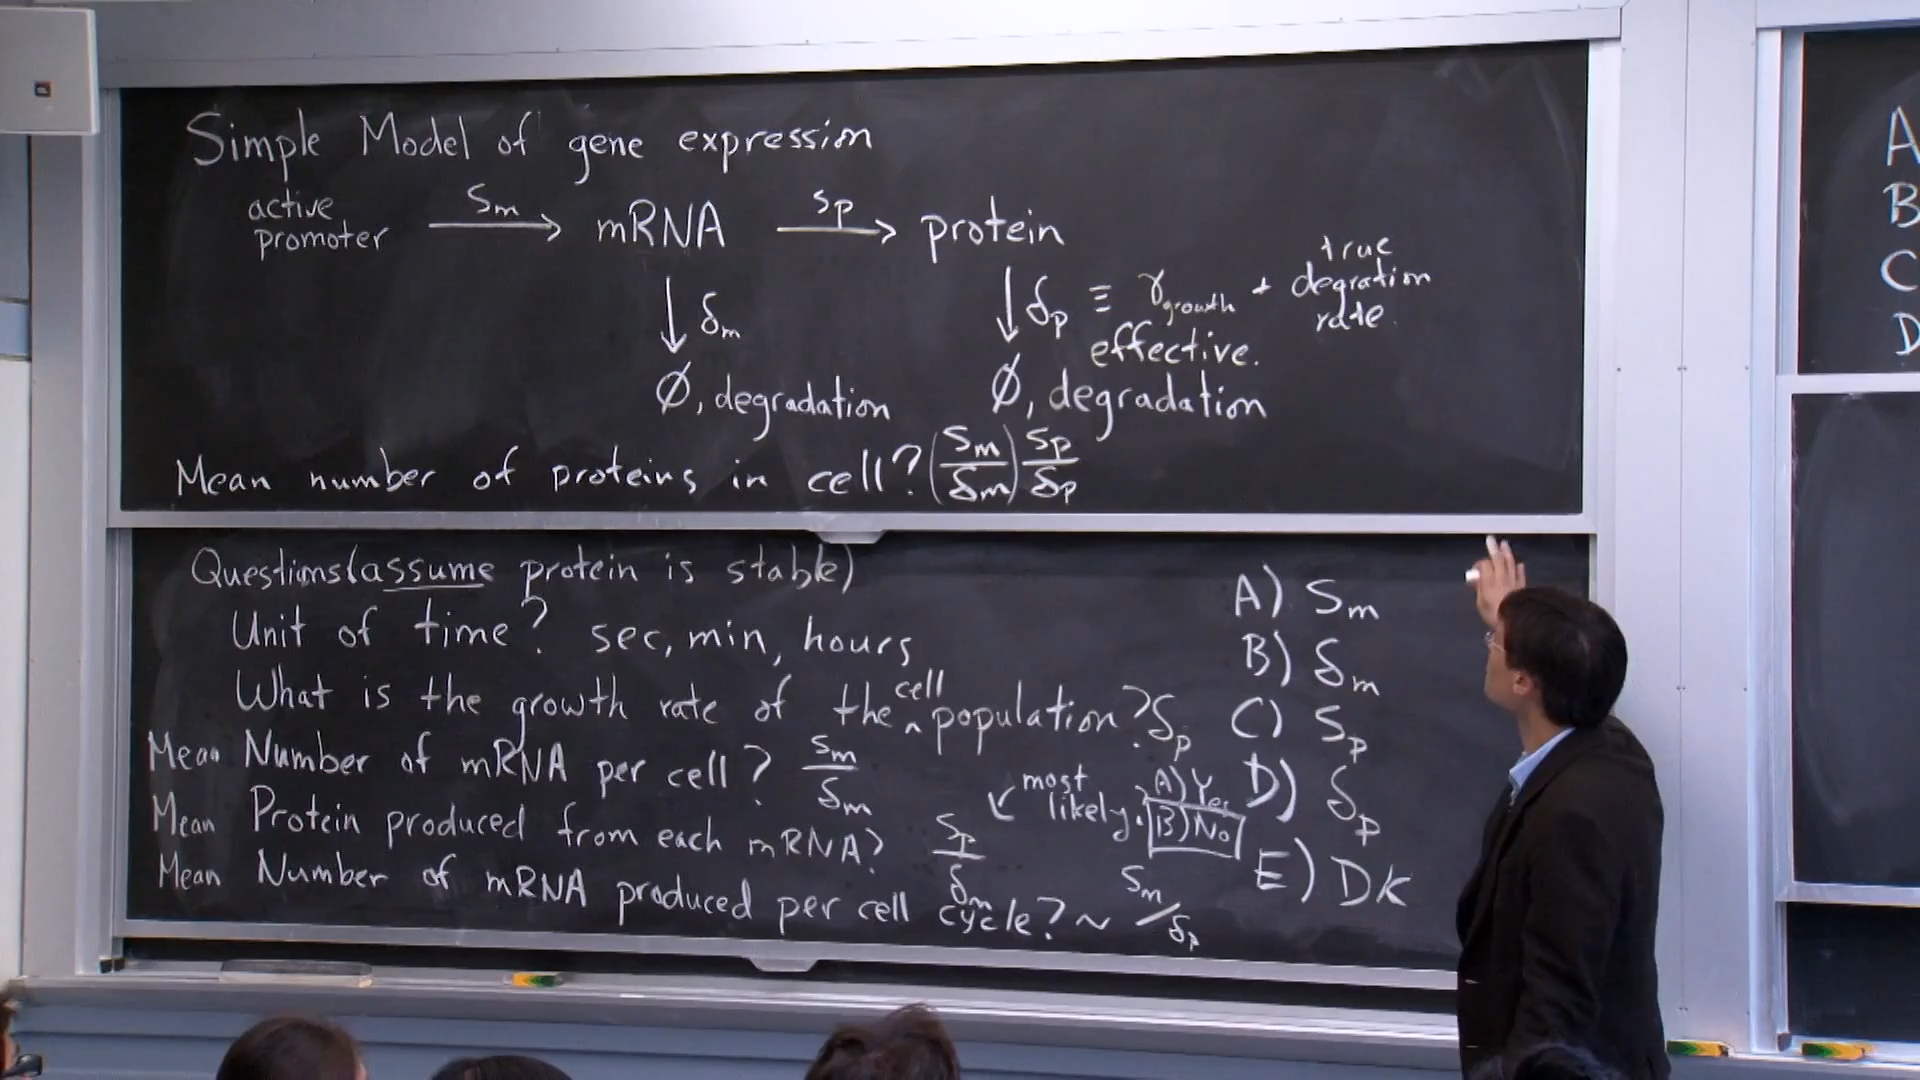 Simple Model of gene expression
active promoter Sm → mRNA Sp → protein
↓ δm ↓ δp ≡ γgrowth + true degration rate.
effective.
Ø, degradation Ø, degradation
Mean number of proteins in cell? (Sm/δm) Sp/δp
Questions (assume protein is stable)
Unit of time? sec, min, hours
What is the growth rate of the ^cell population? δp
Mean Number of mRNA per cell? Sm/δm
Mean Protein produced from each mRNA? Sp/δm
↙ most likely? A) Yes
B) No
Mean Number of mRNA produced per cell cycle? ~ Sm/δp
A) Sm
B) δm
C) Sp
D) δp
E) DK
A
B
C
D